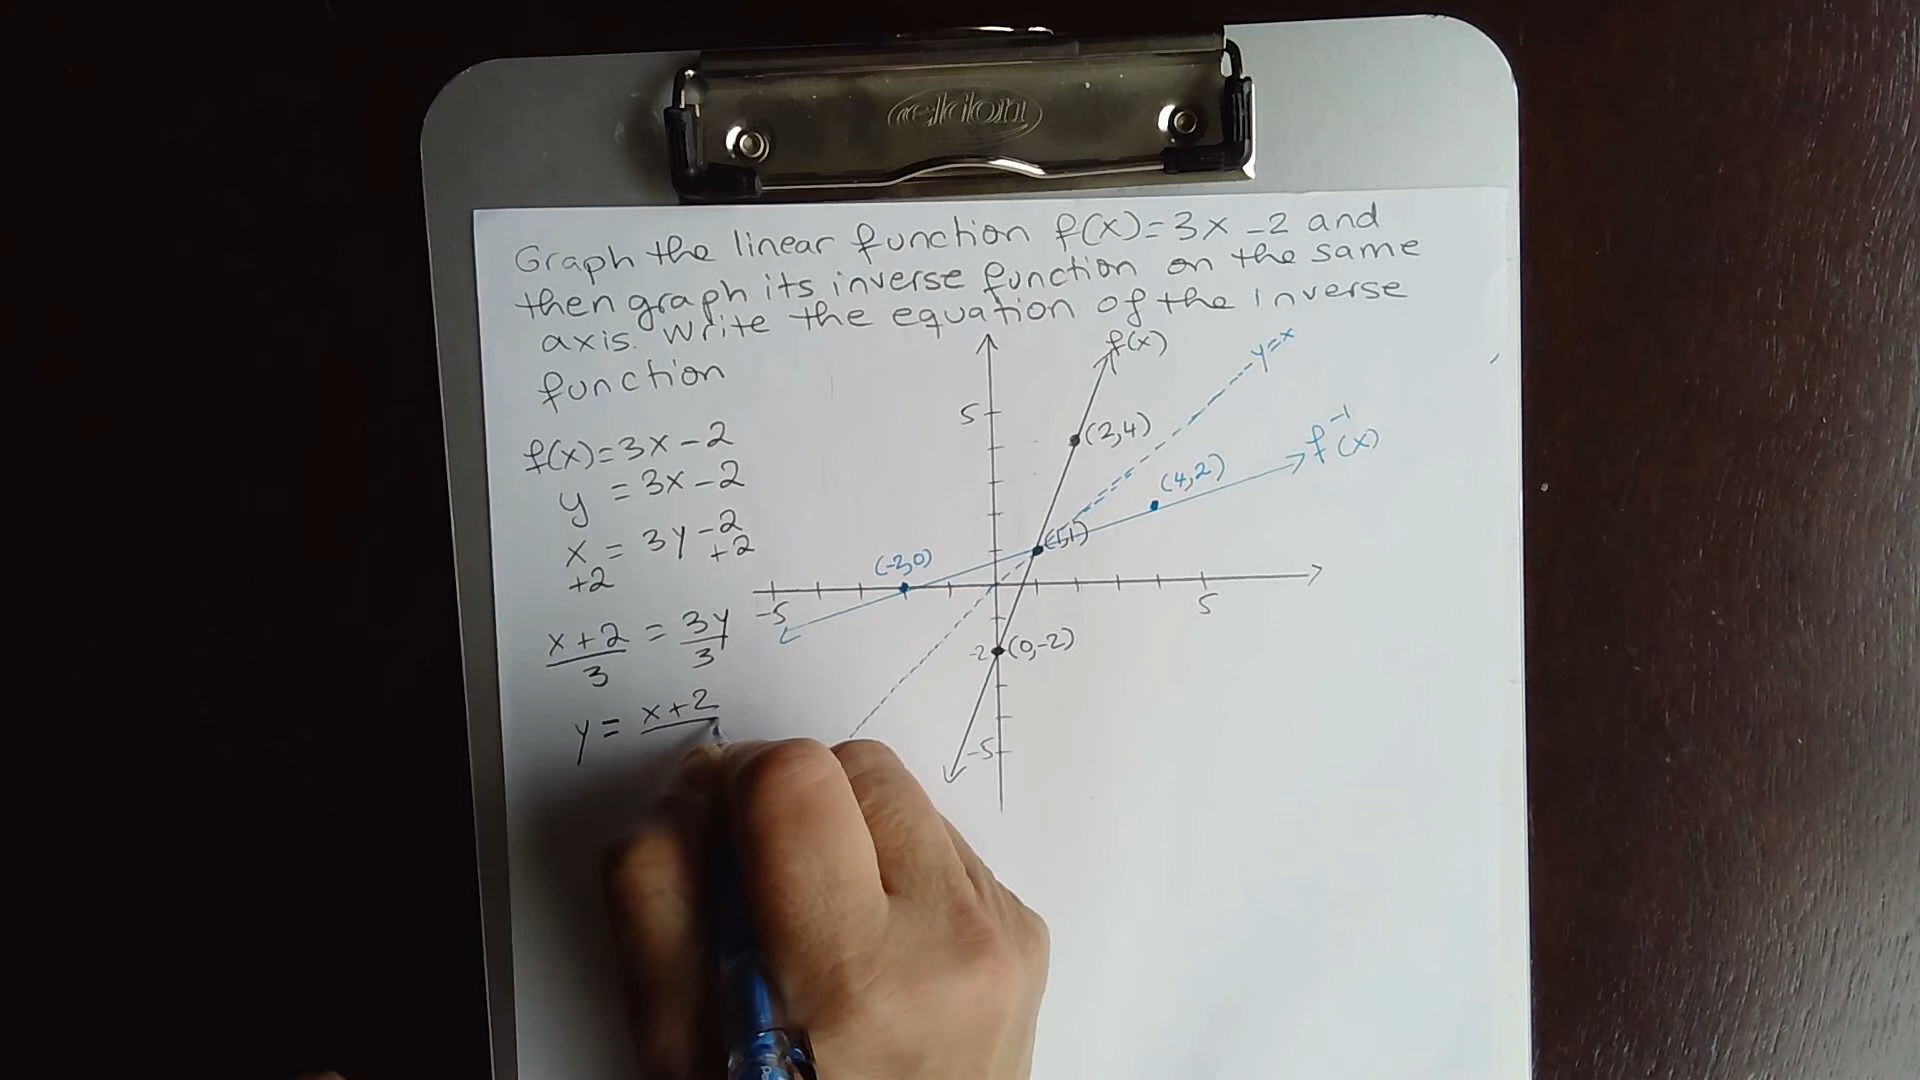 eldon
Graph the linear function f(x)=3x-2 and
then graph its inverse function on the same
axis. Write the equation of the inverse
function
f(x)=3x-2
y = 3x-2
x = 3y-2
+2 +2
x+2 = 3y
3 3
y = x+2
f(x)
y=x
5
(2,4)
f⁻¹(x)
(4,2)
(1,1)
(-2,0)
-5
5
-2
(0,-2)
-5